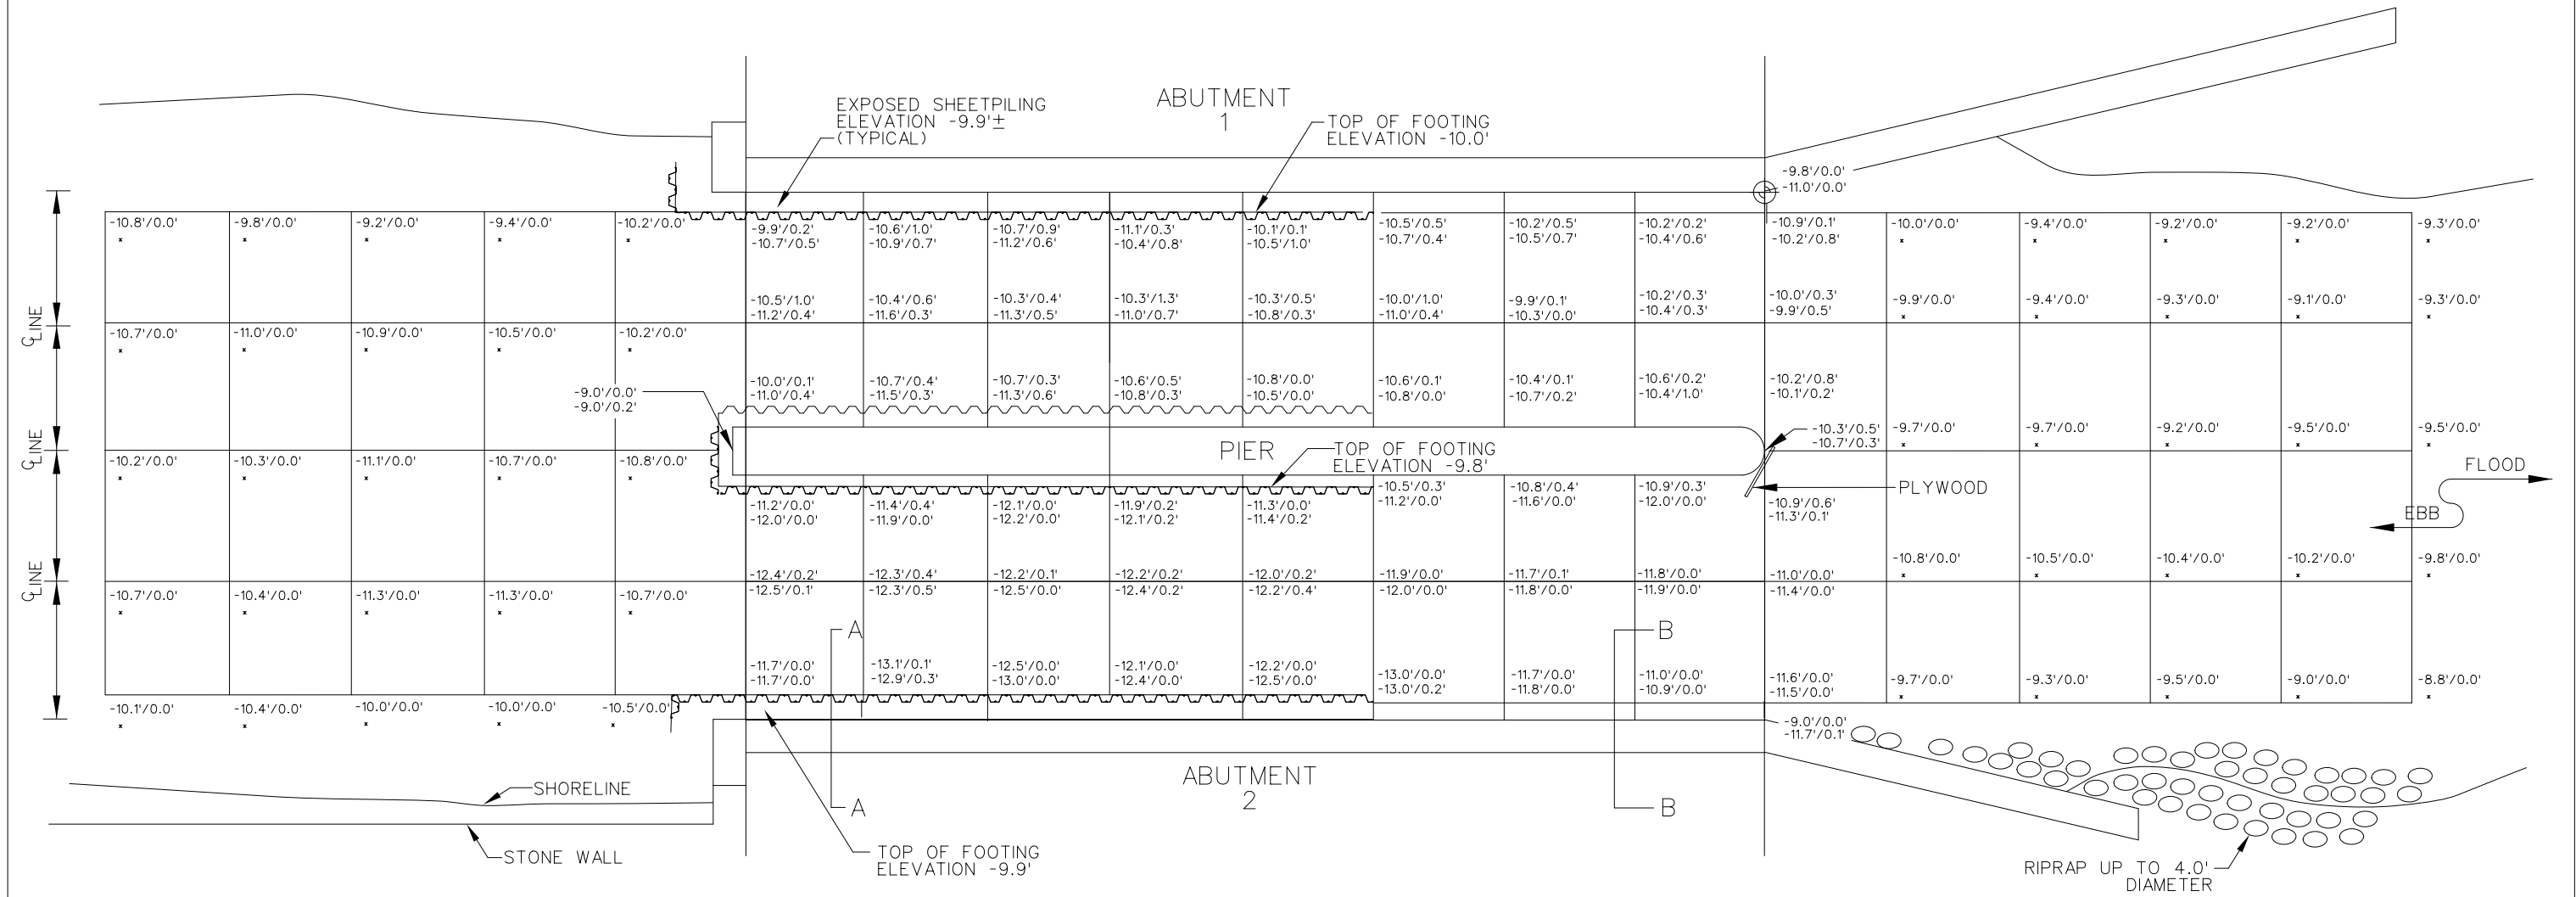 ABUTMENT
1
EXPOSED SHEETPILING
ELEVATION -9.9'±
(TYPICAL)
TOP OF FOOTING
ELEVATION -10.0'
-9.8'/0.0'
-11.0'/0.0'
-10.8'/0.0' -9.8'/0.0' -9.2'/0.0' -9.4'/0.0' -10.2'/0.0' -9.9'/0.2' -10.6'/1.0' -10.7'/0.9' -11.1'/0.3' -10.1'/0.1' -10.5'/0.5' -10.2'/0.5' -10.2'/0.2' -10.9'/0.1' -10.0'/0.0' -9.4'/0.0' -9.2'/0.0' -9.2'/0.0' -9.3'/0.0'
-10.7'/0.5' -10.9'/0.7' -11.2'/0.6' -10.4'/0.8' -10.5'/1.0' -10.7'/0.4' -10.5'/0.7' -10.4'/0.6' -10.2'/0.8'
-10.5'/1.0' -10.4'/0.6' -10.3'/0.4' -10.3'/1.3' -10.3'/0.5' -10.0'/1.0' -9.9'/0.1' -10.2'/0.3' -10.0'/0.3' -9.9'/0.0' -9.4'/0.0' -9.3'/0.0' -9.1'/0.0' -9.3'/0.0'
-11.2'/0.4' -11.6'/0.3' -11.3'/0.5' -11.0'/0.7' -10.8'/0.3' -11.0'/0.4' -10.3'/0.0' -10.4'/0.3' -9.9'/0.5'
℄ LINE
-10.7'/0.0' -11.0'/0.0' -10.9'/0.0' -10.5'/0.0' -10.2'/0.0'
-10.0'/0.1' -10.7'/0.4' -10.7'/0.3' -10.6'/0.5' -10.8'/0.0' -10.6'/0.1' -10.4'/0.1' -10.6'/0.2' -10.2'/0.8'
-11.0'/0.4' -11.5'/0.3' -11.3'/0.6' -10.8'/0.3' -10.5'/0.0' -10.8'/0.0' -10.7'/0.2' -10.4'/1.0' -10.1'/0.2'
-9.0'/0.0'
-9.0'/0.2'
-10.3'/0.5' -9.7'/0.0' -9.7'/0.0' -9.2'/0.0' -9.5'/0.0' -9.5'/0.0'
-10.7'/0.3'
℄ LINE
PIER
TOP OF FOOTING
ELEVATION -9.8'
-10.2'/0.0' -10.3'/0.0' -11.1'/0.0' -10.7'/0.0' -10.8'/0.0'
FLOOD
PLYWOOD
EBB
-10.5'/0.3' -10.8'/0.4' -10.9'/0.3'
-11.2'/0.0' -11.6'/0.0' -12.0'/0.0'
-11.2'/0.0' -11.4'/0.4' -12.1'/0.0' -11.9'/0.2' -11.3'/0.0' -10.9'/0.6'
-12.0'/0.0' -11.9'/0.0' -12.2'/0.0' -12.1'/0.2' -11.4'/0.2' -11.3'/0.1'
-10.8'/0.0' -10.5'/0.0' -10.4'/0.0' -10.2'/0.0' -9.8'/0.0'
℄ LINE
-12.4'/0.2' -12.3'/0.4' -12.2'/0.1' -12.2'/0.2' -12.0'/0.2' -11.9'/0.0' -11.7'/0.1' -11.8'/0.0' -11.0'/0.0'
-12.5'/0.1' -12.3'/0.5' -12.5'/0.0' -12.4'/0.2' -12.2'/0.4' -12.0'/0.0' -11.8'/0.0' -11.9'/0.0' -11.4'/0.0'
-10.7'/0.0' -10.4'/0.0' -11.3'/0.0' -11.3'/0.0' -10.7'/0.0'
A B
-11.7'/0.0' -13.1'/0.1' -12.5'/0.0' -12.1'/0.0' -12.2'/0.0' -13.0'/0.0' -11.7'/0.0' -11.0'/0.0' -11.6'/0.0' -9.7'/0.0' -9.3'/0.0' -9.5'/0.0' -9.0'/0.0' -8.8'/0.0'
-11.7'/0.0' -12.9'/0.3' -13.0'/0.0' -12.4'/0.0' -12.5'/0.0' -13.0'/0.2' -11.8'/0.0' -10.9'/0.0' -11.5'/0.0'
-10.1'/0.0' -10.4'/0.0' -10.0'/0.0' -10.0'/0.0' -10.5'/0.0'
-9.0'/0.0'
-11.7'/0.1'
ABUTMENT
2
SHORELINE
A B
STONE WALL
TOP OF FOOTING
ELEVATION -9.9'
RIPRAP UP TO 4.0'
DIAMETER